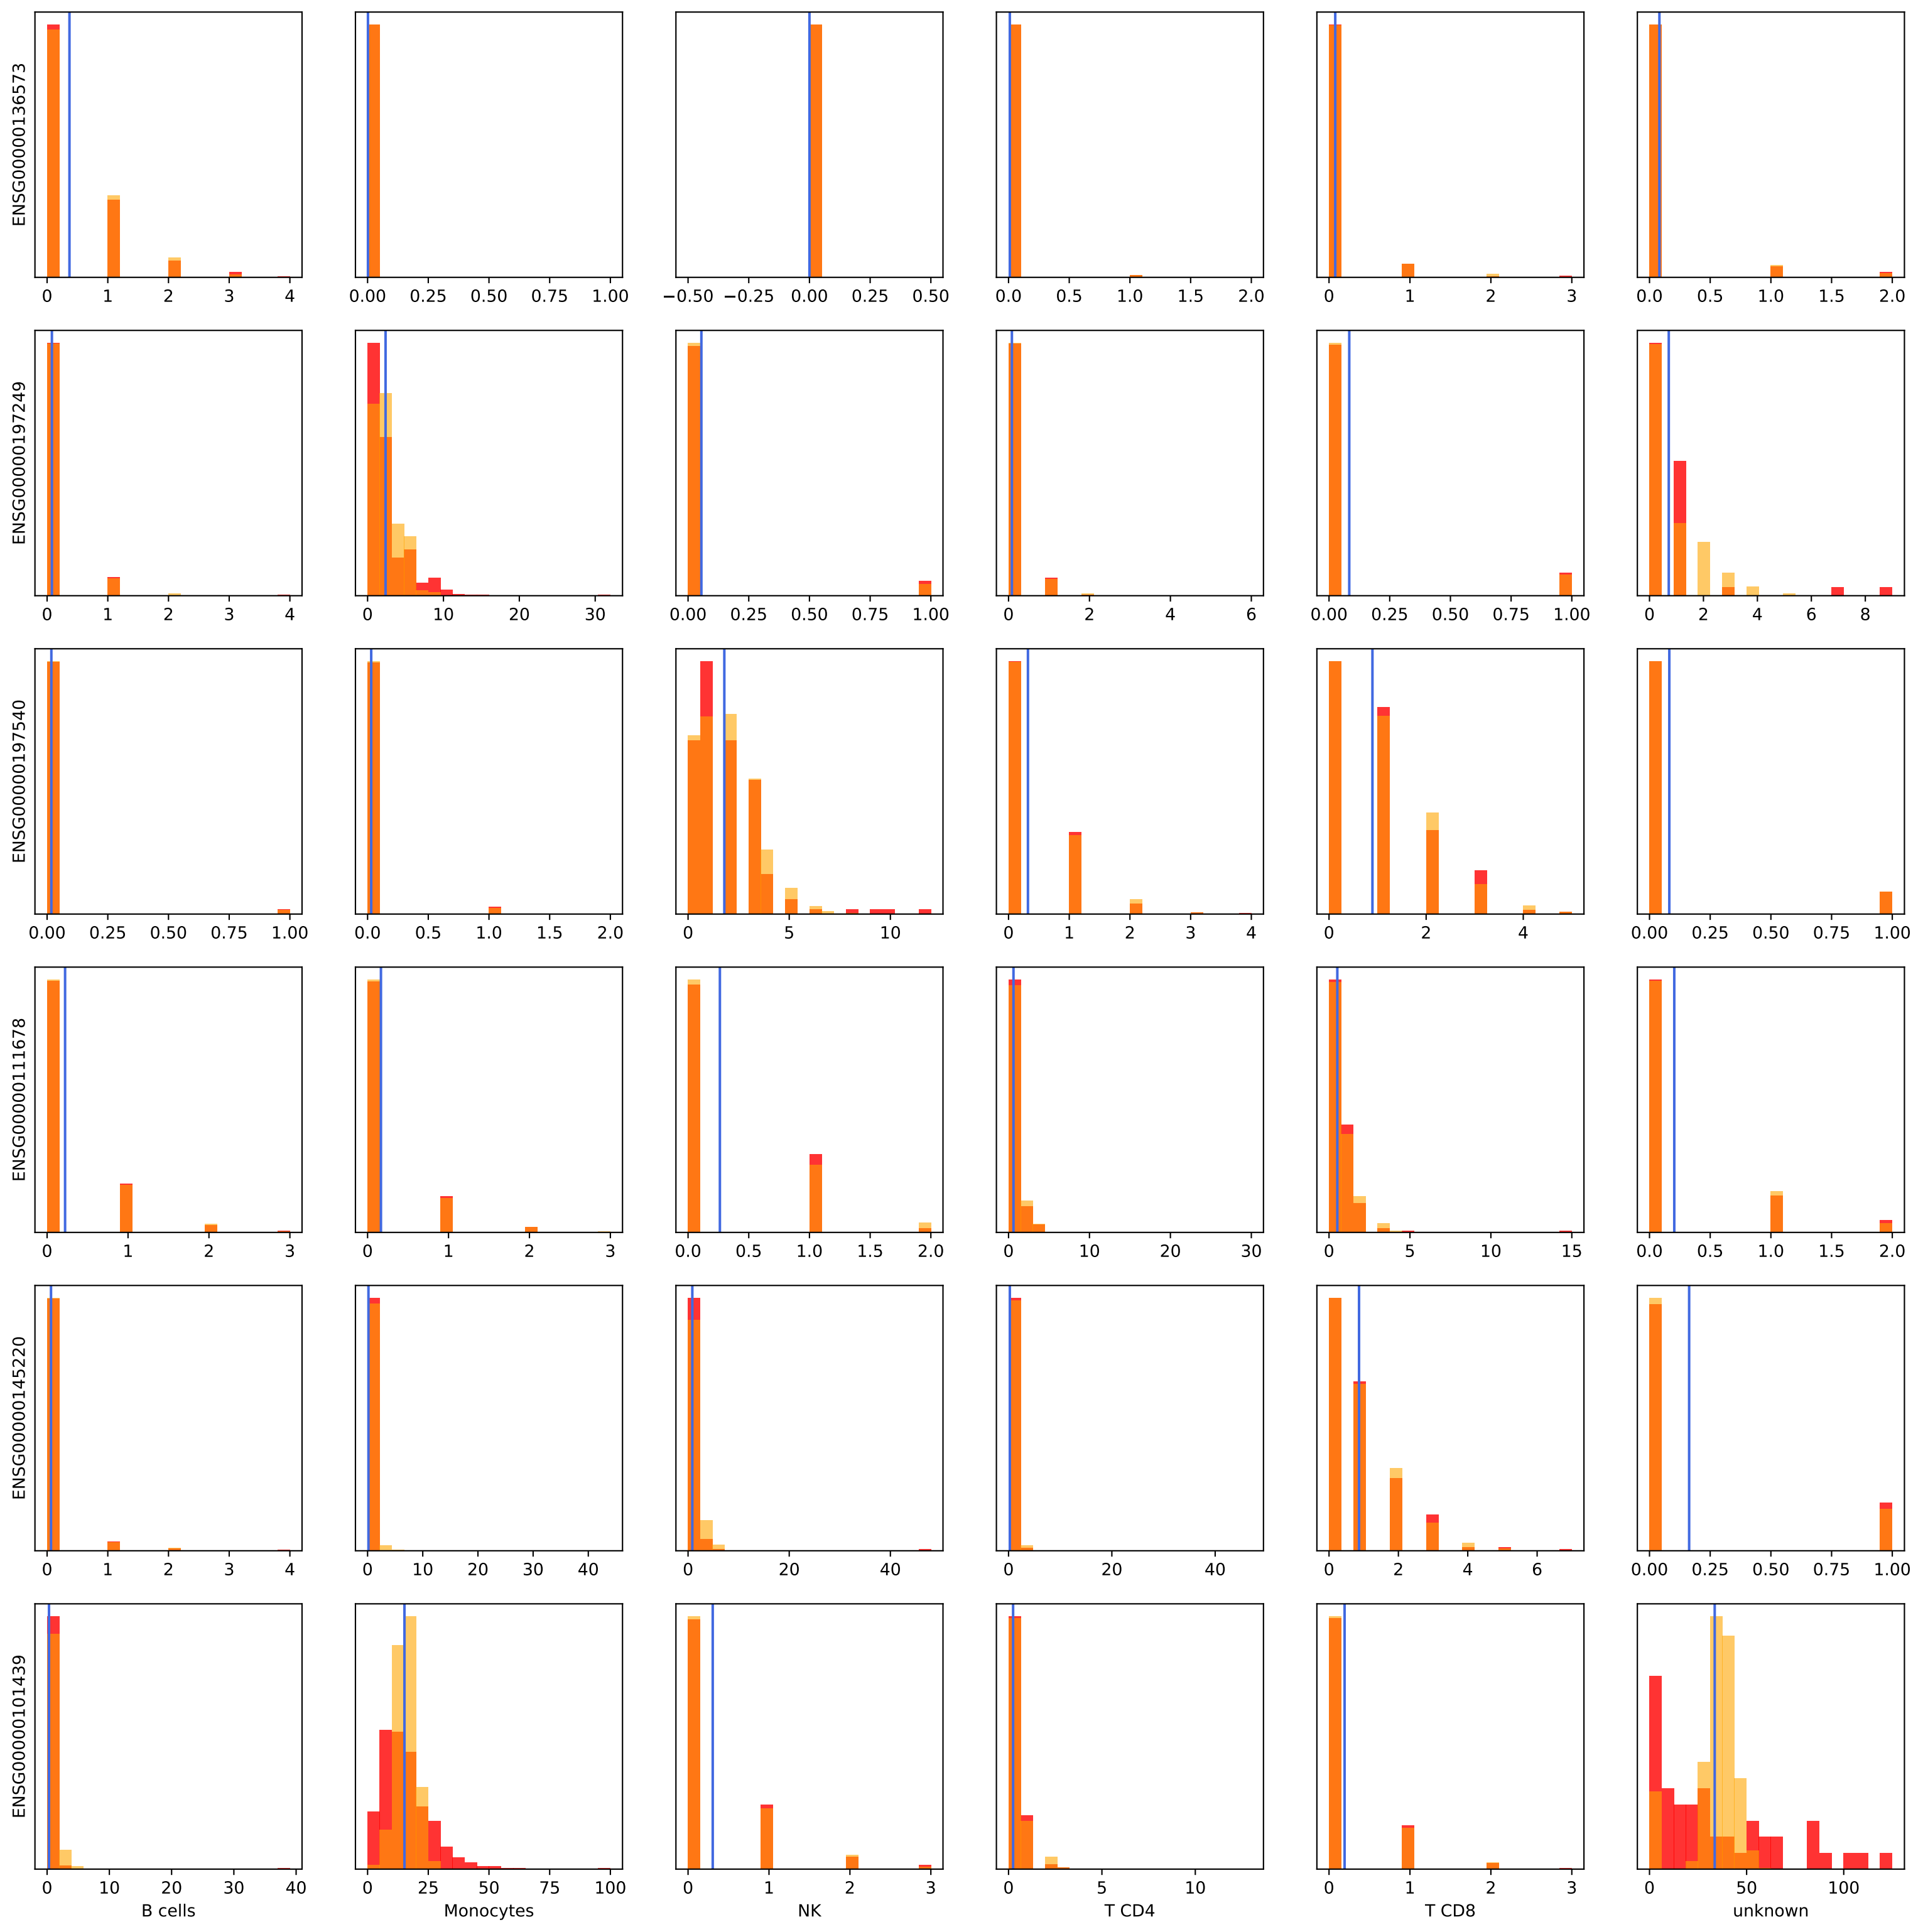 ENSG00000136573
0 1 2 3 4
0.00 0.25 0.50 0.75 1.00
−0.50 −0.25 0.00 0.25 0.50
0.0 0.5 1.0 1.5 2.0
0 1 2 3
0.0 0.5 1.0 1.5 2.0
ENSG00000197249
0 1 2 3 4
0 10 20 30
0.00 0.25 0.50 0.75 1.00
0 2 4 6
0.00 0.25 0.50 0.75 1.00
0 2 4 6 8
ENSG00000197540
0.00 0.25 0.50 0.75 1.00
0.0 0.5 1.0 1.5 2.0
0 5 10
0 1 2 3 4
0 2 4
0.00 0.25 0.50 0.75 1.00
ENSG00000111678
0 1 2 3
0 1 2 3
0.0 0.5 1.0 1.5 2.0
0 10 20 30
0 5 10 15
0.0 0.5 1.0 1.5 2.0
ENSG00000145220
0 1 2 3 4
0 10 20 30 40
0 20 40
0 20 40
0 2 4 6
0.00 0.25 0.50 0.75 1.00
ENSG00000101439
0 10 20 30 40
0 25 50 75 100
0 1 2 3
0 5 10
0 1 2 3
0 50 100
B cells
Monocytes
NK
T CD4
T CD8
unknown